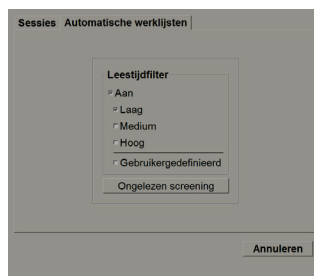 Sessies Automatische werklijsten
Leestijdfilter
Aan
Laag
Medium
Hoog
Gebruikergedefinieerd
Ongelezen screening
Annuleren